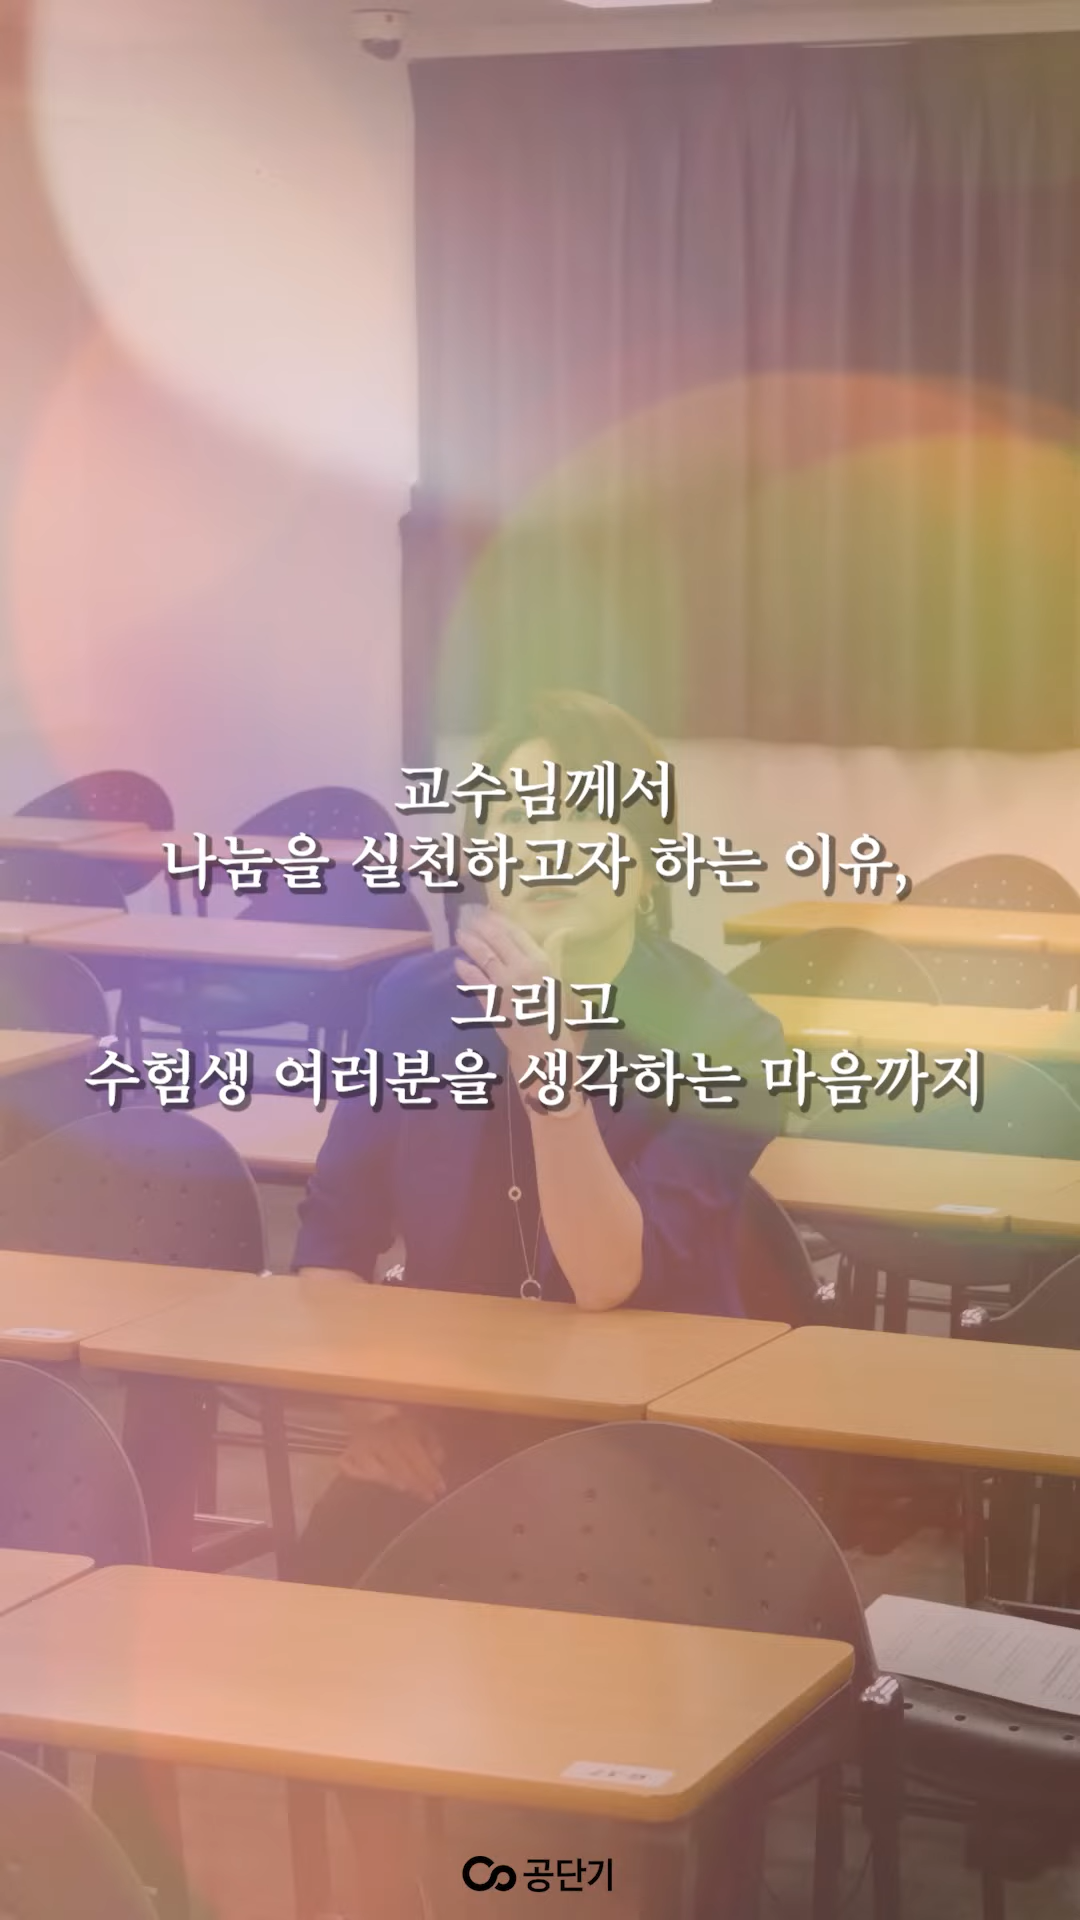 교수님께서
나눔을 실천하고자 하는 이유,
그리고
수험생 여러분을 생각하는 마음까지
공단기